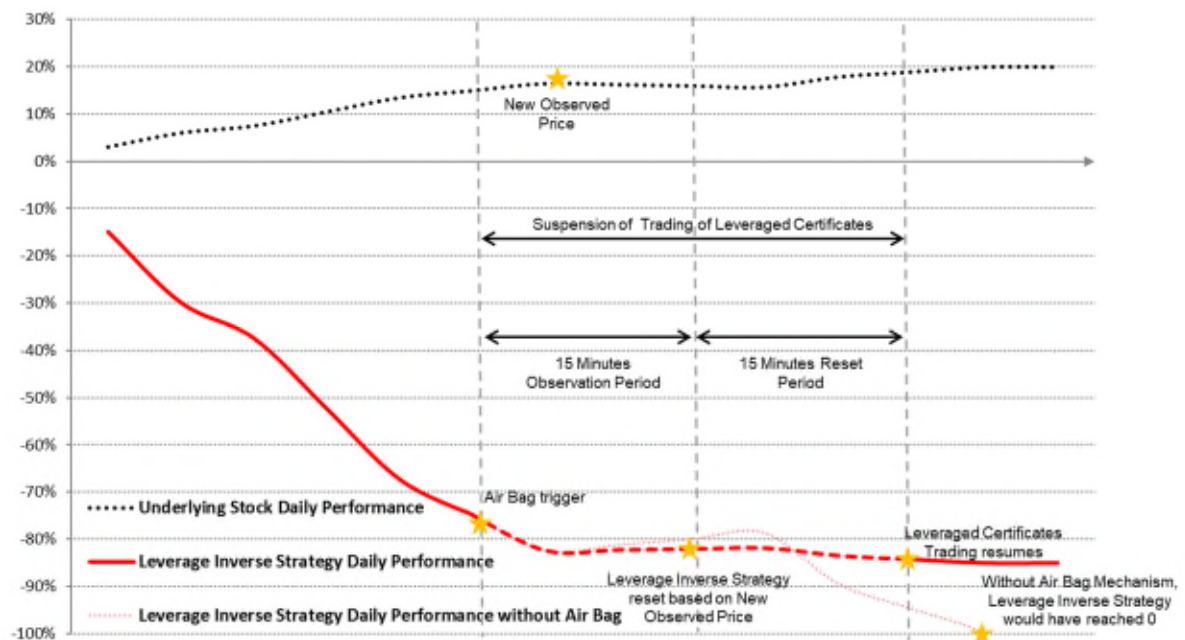 30%
20%
10%
0%
-10%
-20%
-30%
-40%
-50%
-60%
-70%
-80%
-90%
-100%
New Observed
Price
Suspension of Trading of Leveraged Certificates
15 Minutes
Observation Period
15 Minutes Reset
Period
Air Bag trigger
Underlying Stock Daily Performance
Leverage Inverse Strategy Daily Performance
Leverage Inverse Strategy Daily Performance without Air Bag
Leverage Inverse Strategy
reset based on New
Observed Price
Leveraged Certificates
Trading resumes
Without Air Bag Mechanism,
Leverage Inverse Strategy
would have reached 0